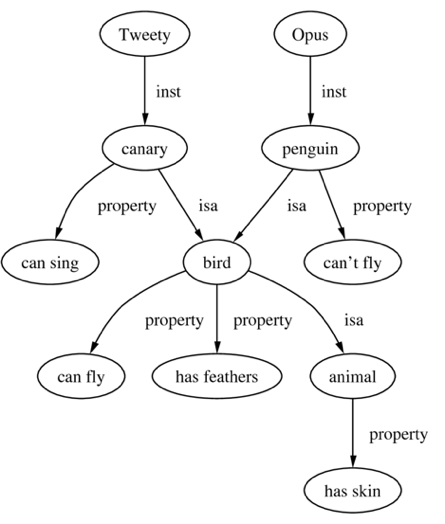 Tweety
Opus
inst
inst
canary
penguin
property
isa
isa
property
can sing
bird
can't fly
property
property
isa
can fly
has feathers
animal
property
has skin